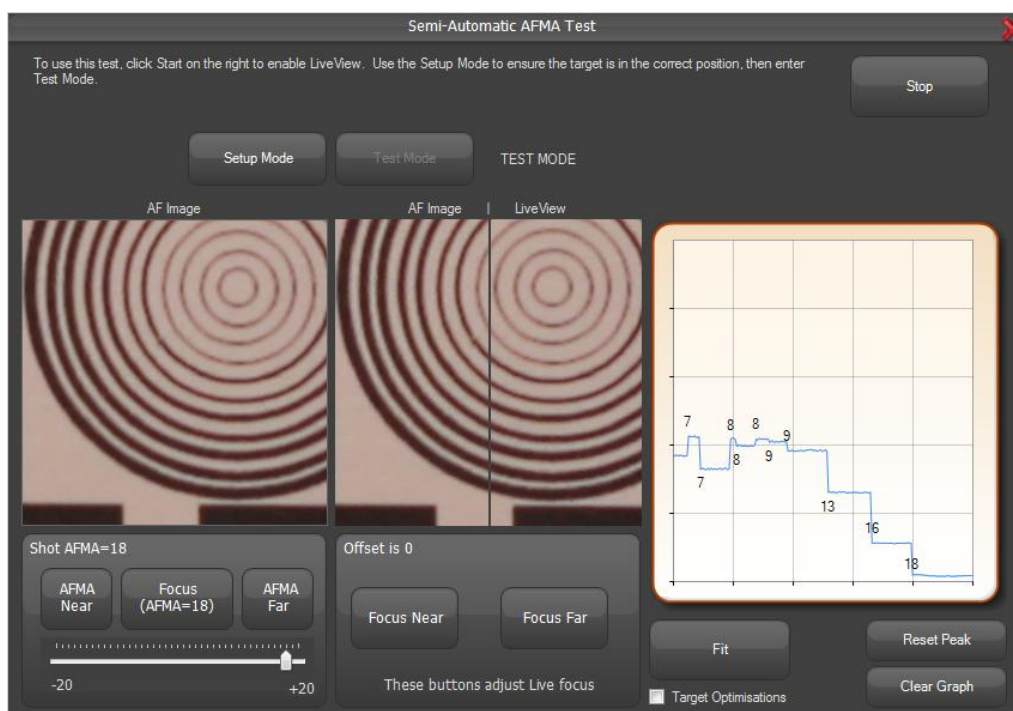 Semi-Automatic AFMA Test
To use this test, click Start on the right to enable LiveView. Use the Setup Mode to ensure the target is in the correct position, then enter
Test Mode.
Stop
Setup Mode
Test Mode
TEST MODE
AF Image
AF Image | LiveView
7
7
8
8
8
9
9
13
16
18
Shot AFMA=18
AFMA
Near
Focus
(AFMA=18)
AFMA
Far
-20
+20
Offset is 0
Focus Near
Focus Far
These buttons adjust Live focus
Fit
Target Optimisations
Reset Peak
Clear Graph